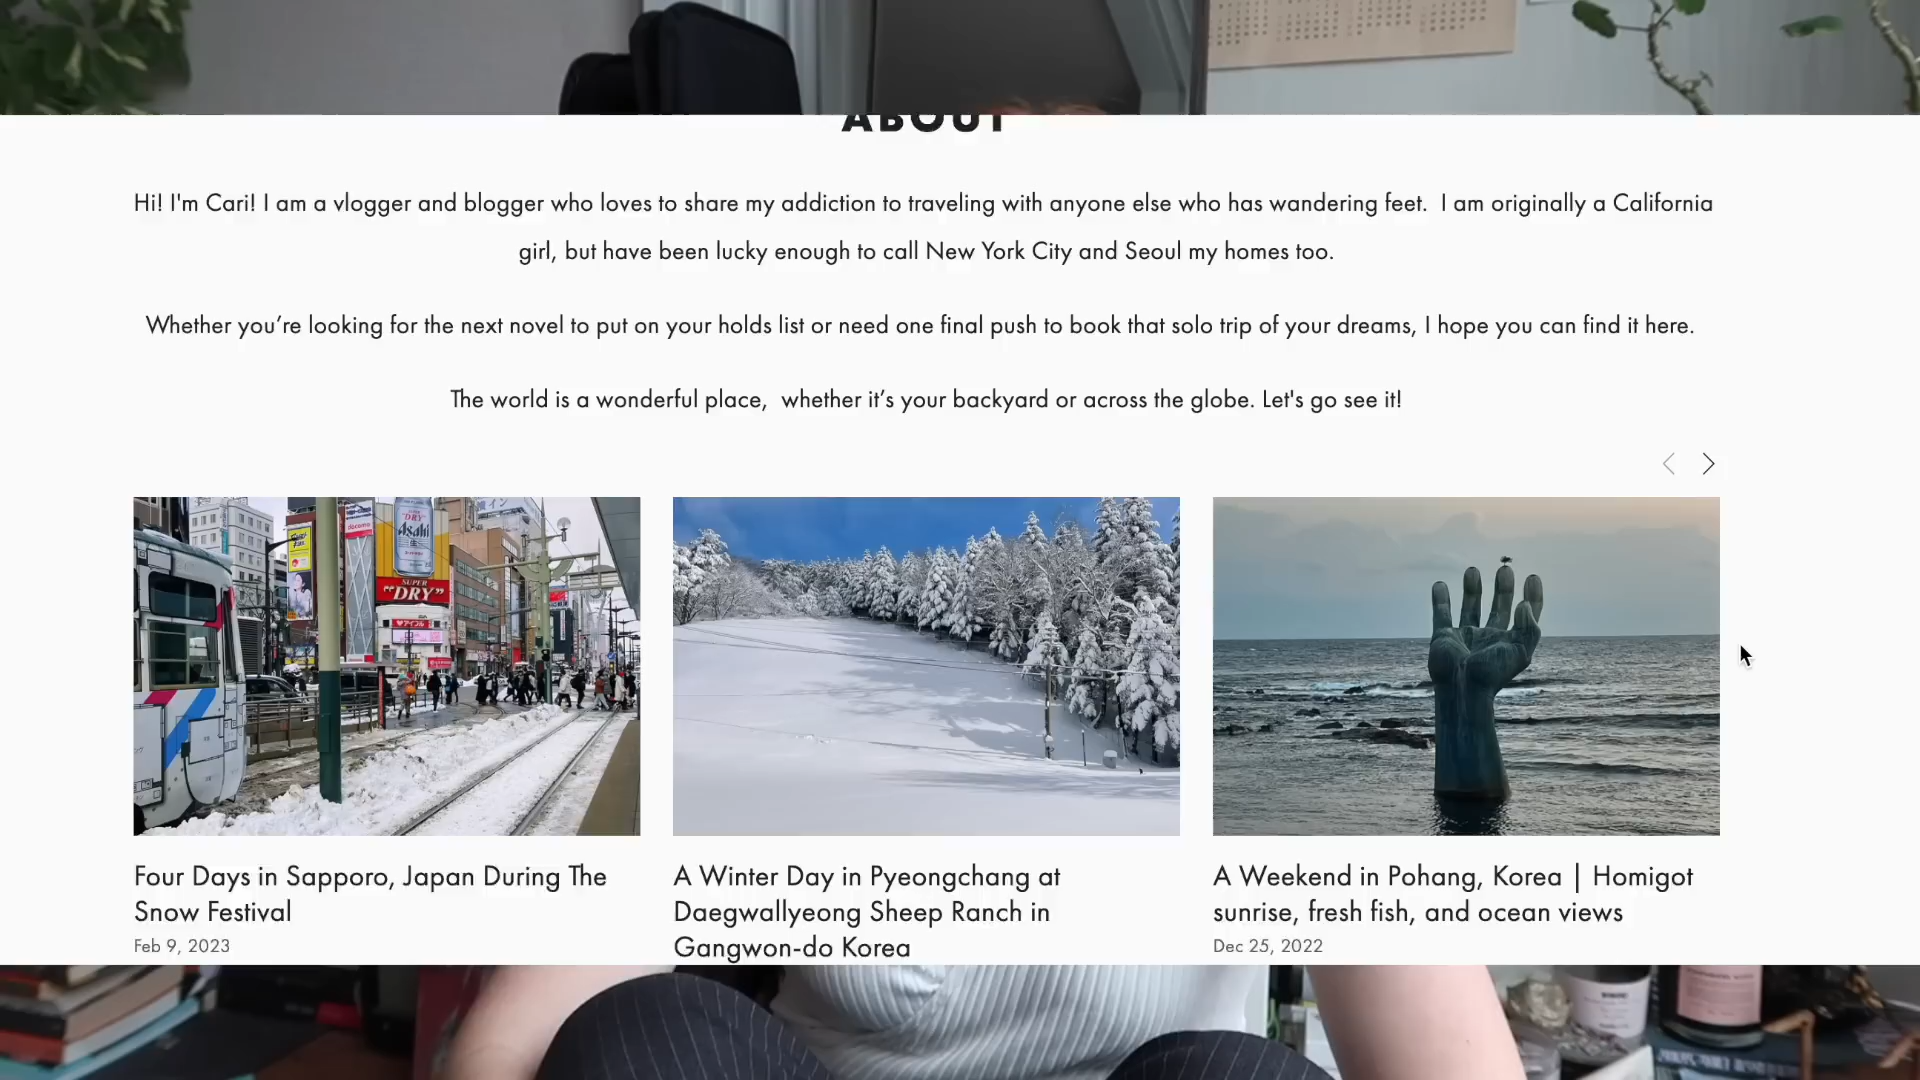 ABOUT
Hi! I'm Cari! I am a vlogger and blogger who loves to share my addiction to traveling with anyone else who has wandering feet.  I am originally a California
girl, but have been lucky enough to call New York City and Seoul my homes too.
Whether you’re looking for the next novel to put on your holds list or need one final push to book that solo trip of your dreams, I hope you can find it here.
The world is a wonderful place,  whether it’s your backyard or across the globe. Let's go see it!
döcomo
"DRY"
Asahi
SUPER
"DRY"
Four Days in Sapporo, Japan During The
Snow Festival
Feb 9, 2023
A Winter Day in Pyeongchang at
Daegwallyeong Sheep Ranch in
Gangwon-do Korea
A Weekend in Pohang, Korea | Homigot
sunrise, fresh fish, and ocean views
Dec 25, 2022